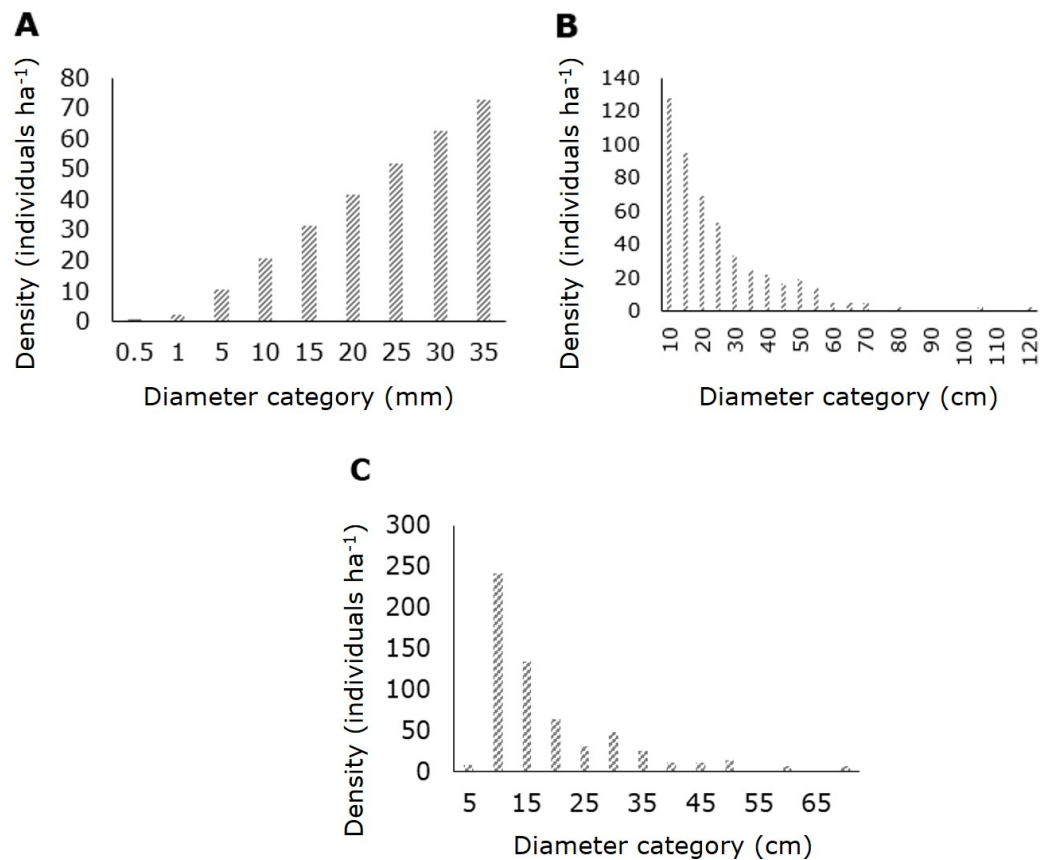 A
Density (individuals ha⁻¹)
80
70
60
50
40
30
20
10
0
0.5 1 5 10 15 20 25 30 35
Diameter category (mm)
B
Density (individuals ha⁻¹)
140
120
100
80
60
40
20
0
10 20 30 40 50 60 70 80 90 100 110 120
Diameter category (cm)
C
Density (individuals ha⁻¹)
300
250
200
150
100
50
0
5 15 25 35 45 55 65
Diameter category (cm)